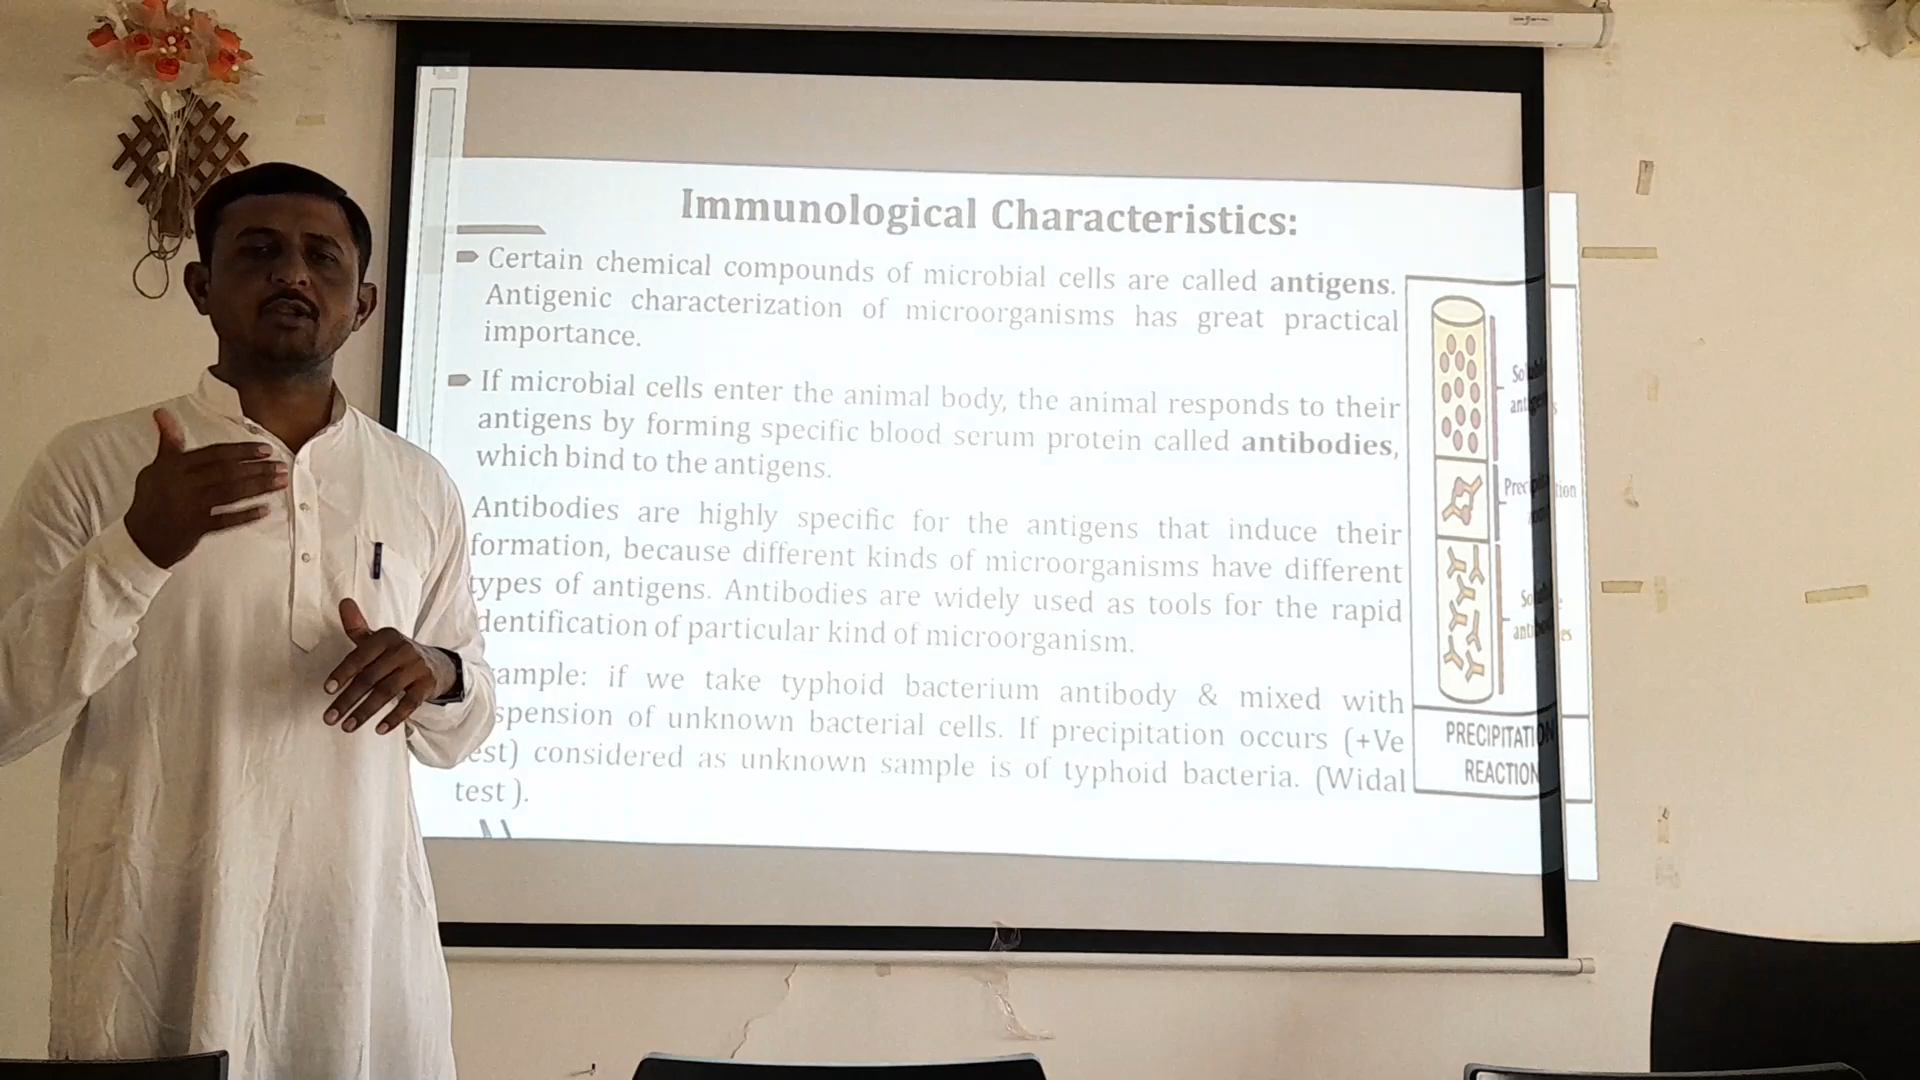 Immunological Characteristics:
Certain chemical compounds of microbial cells are called antigens.
Antigenic characterization of microorganisms has great practical
importance.
If microbial cells enter the animal body, the animal responds to their
antigens by forming specific blood serum protein called antibodies,
which bind to the antigens.
Antibodies are highly specific for the antigens that induce their
formation, because different kinds of microorganisms have different
types of antigens. Antibodies are widely used as tools for the rapid
dentification of particular kind of microorganism.
ample: if we take typhoid bacterium antibody & mixed with
spension of unknown bacterial cells. If precipitation occurs (+Ve
est) considered as unknown sample is of typhoid bacteria. (Widal
test ).
PRECIPITATION
REACTION